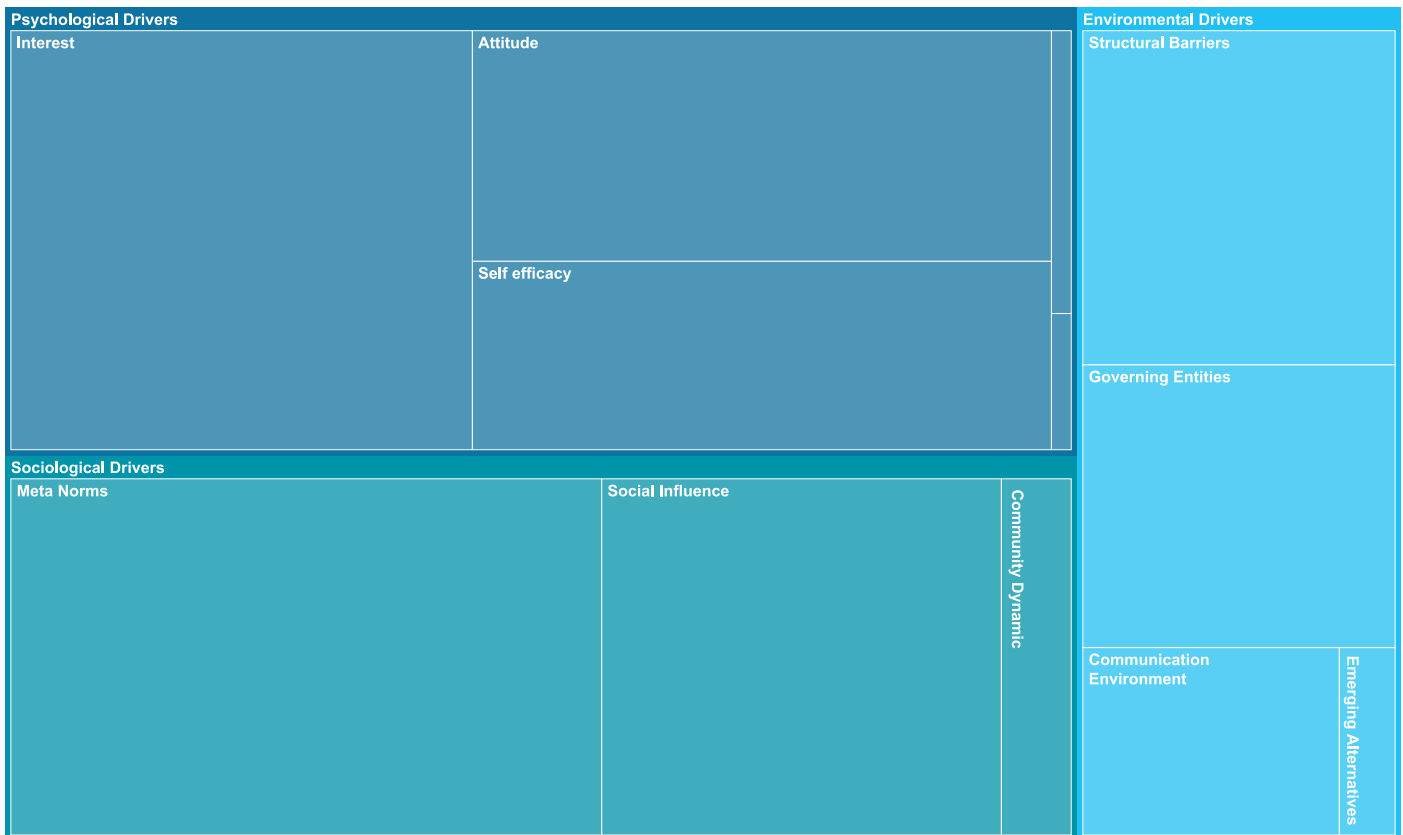 Psychological Drivers
Interest
Attitude
Self efficacy
Sociological Drivers
Meta Norms
Social Influence
Community Dynamic
Environmental Drivers
Structural Barriers
Governing Entities
Communication
Environment
Emerging Alternatives